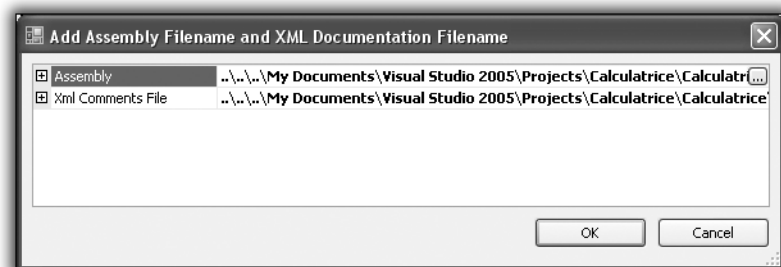 Add Assembly Filename and XML Documentation Filename
Assembly ..\..\..\My Documents\Visual Studio 2005\Projects\Calculatrice\Calculatri ...
Xml Comments File ..\..\..\My Documents\Visual Studio 2005\Projects\Calculatrice\Calculatrice\
OK Cancel